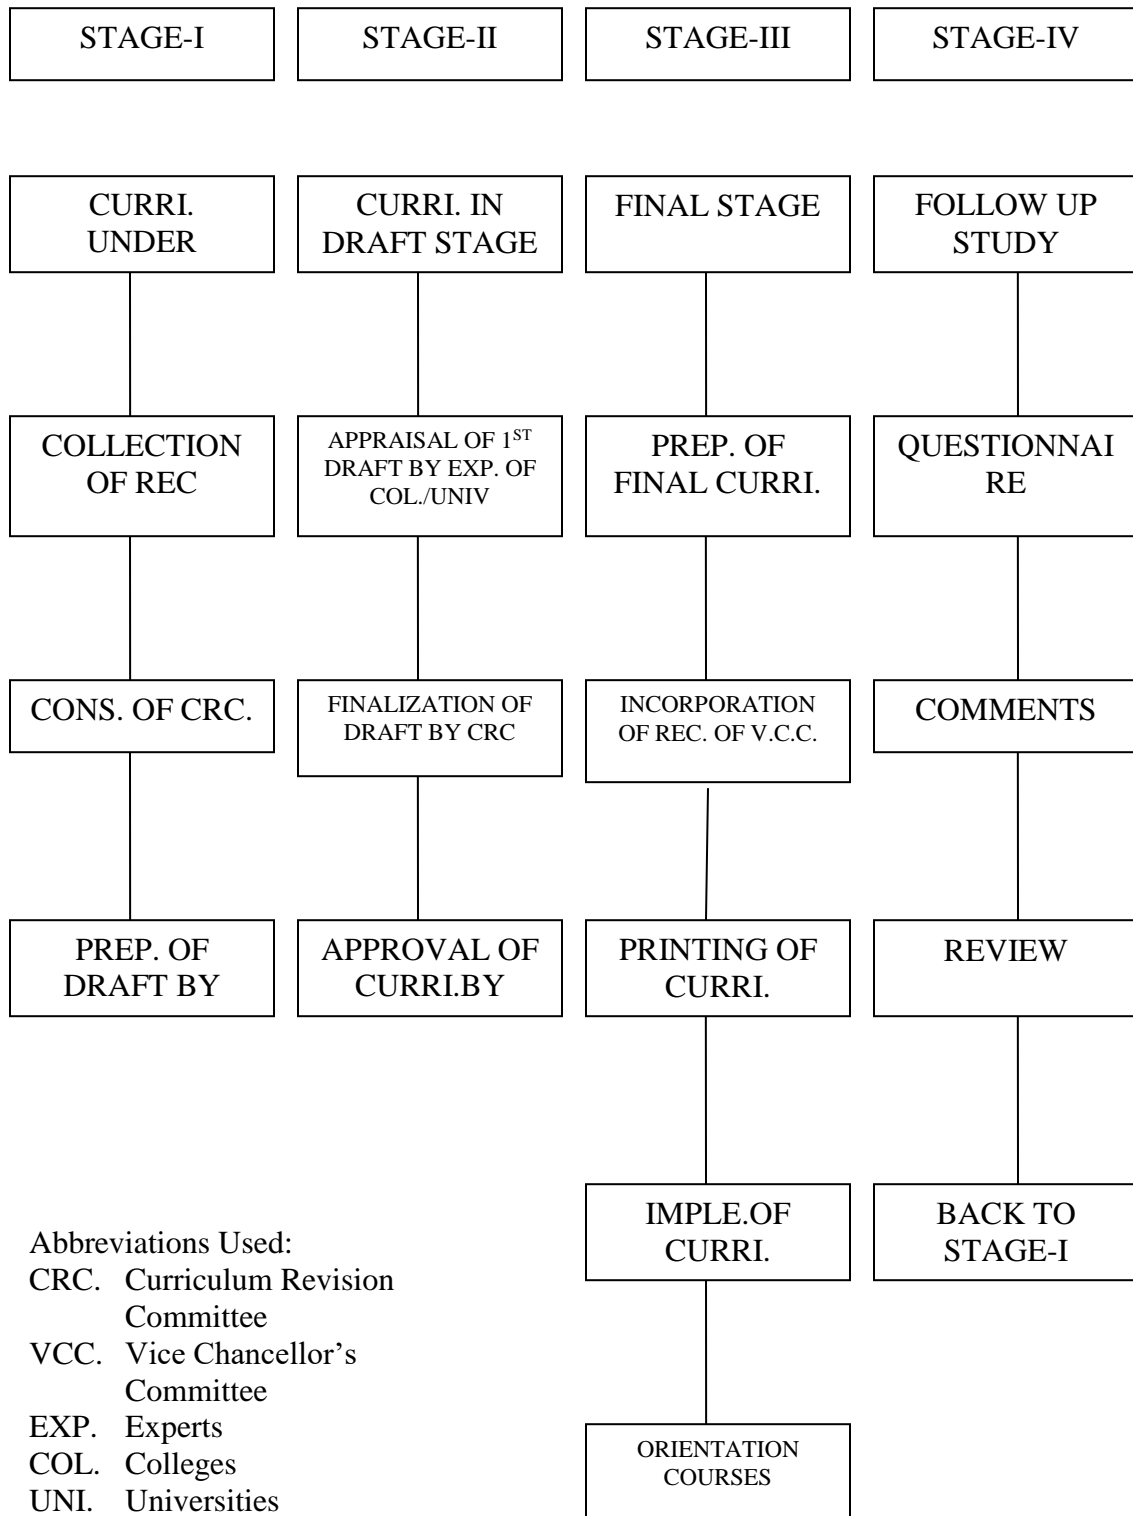 STAGE-I
STAGE-II
STAGE-III
STAGE-IV
CURRI.
UNDER
CURRI. IN
DRAFT STAGE
FINAL STAGE
FOLLOW UP
STUDY
COLLECTION
OF REC
APPRAISAL OF 1ST
DRAFT BY EXP. OF
COL./UNIV
PREP. OF
FINAL CURRI.
QUESTIONNAI
RE
CONS. OF CRC.
FINALIZATION OF
DRAFT BY CRC
INCORPORATION
OF REC. OF V.C.C.
COMMENTS
PREP. OF
DRAFT BY
APPROVAL OF
CURRI.BY
PRINTING OF
CURRI.
REVIEW
IMPLE.OF
CURRI.
BACK TO
STAGE-I
ORIENTATION
COURSES
Abbreviations Used:
CRC. Curriculum Revision
Committee
VCC. Vice Chancellor’s
Committee
EXP. Experts
COL. Colleges
UNI. Universities